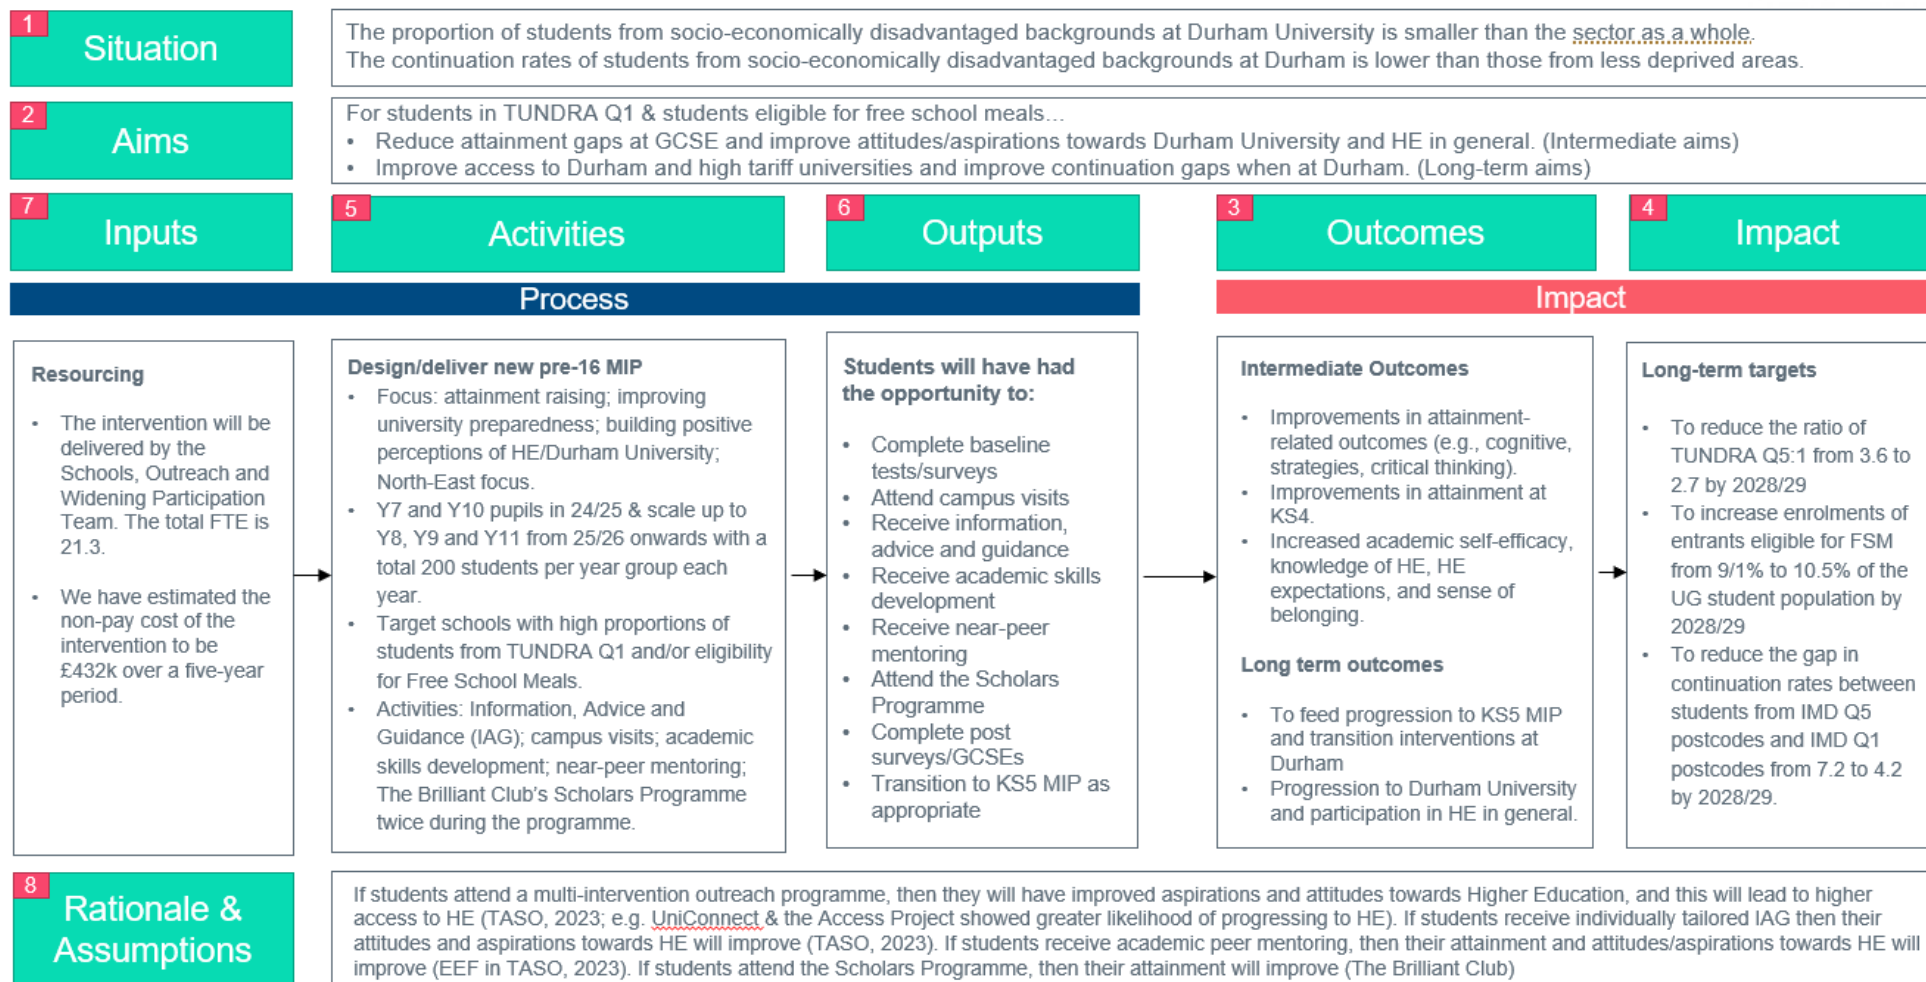 1
Situation
The proportion of students from socio-economically disadvantaged backgrounds at Durham University is smaller than the sector as a whole.
The continuation rates of students from socio-economically disadvantaged backgrounds at Durham is lower than those from less deprived areas.
2
Aims
For students in TUNDRA Q1 & students eligible for free school meals…
• Reduce attainment gaps at GCSE and improve attitudes/aspirations towards Durham University and HE in general. (Intermediate aims)
• Improve access to Durham and high tariff universities and improve continuation gaps when at Durham. (Long-term aims)
7
Inputs
5
Activities
6
Outputs
3
Outcomes
4
Impact
Process
Impact
Resourcing
• The intervention will be
delivered by the
Schools, Outreach and
Widening Participation
Team. The total FTE is
21.3.
• We have estimated the
non-pay cost of the
intervention to be
£432k over a five-year
period.
Design/deliver new pre-16 MIP
• Focus: attainment raising; improving
university preparedness; building positive
perceptions of HE/Durham University;
North-East focus.
• Y7 and Y10 pupils in 24/25 & scale up to
Y8, Y9 and Y11 from 25/26 onwards with a
total 200 students per year group each
year.
• Target schools with high proportions of
students from TUNDRA Q1 and/or eligibility
for Free School Meals.
• Activities: Information, Advice and
Guidance (IAG); campus visits; academic
skills development; near-peer mentoring;
The Brilliant Club's Scholars Programme
twice during the programme.
Students will have had
the opportunity to:
• Complete baseline
tests/surveys
• Attend campus visits
• Receive information,
advice and guidance
• Receive academic skills
development
• Receive near-peer
mentoring
• Attend the Scholars
Programme
• Complete post
surveys/GCSEs
• Transition to KS5 MIP as
appropriate
Intermediate Outcomes
• Improvements in attainment-
related outcomes (e.g., cognitive,
strategies, critical thinking).
• Improvements in attainment at
KS4.
• Increased academic self-efficacy,
knowledge of HE, HE
expectations, and sense of
belonging.
Long term outcomes
• To feed progression to KS5 MIP
and transition interventions at
Durham
• Progression to Durham University
and participation in HE in general.
Long-term targets
• To reduce the ratio of
TUNDRA Q5:1 from 3.6 to
2.7 by 2028/29
• To increase enrolments of
entrants eligible for FSM
from 9/1% to 10.5% of the
UG student population by
2028/29
• To reduce the gap in
continuation rates between
students from IMD Q5
postcodes and IMD Q1
postcodes from 7.2 to 4.2
by 2028/29.
8
Rationale &
Assumptions
If students attend a multi-intervention outreach programme, then they will have improved aspirations and attitudes towards Higher Education, and this will lead to higher
access to HE (TASO, 2023; e.g. UniConnect & the Access Project showed greater likelihood of progressing to HE). If students receive individually tailored IAG then their
attitudes and aspirations towards HE will improve (TASO, 2023). If students receive academic peer mentoring, then their attainment and attitudes/aspirations towards HE will
improve (EEF in TASO, 2023). If students attend the Scholars Programme, then their attainment will improve (The Brilliant Club)